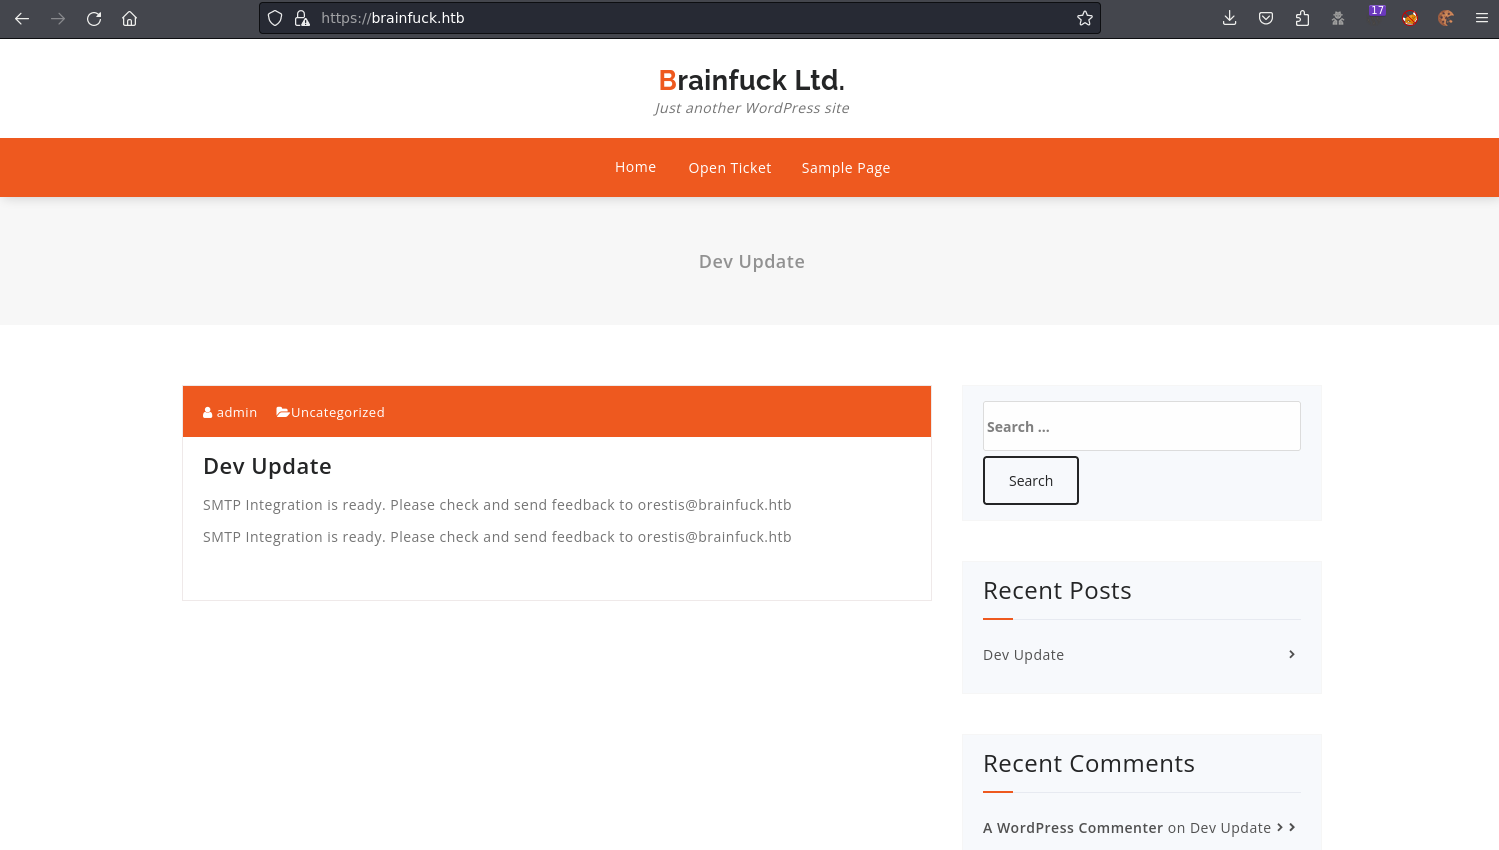 https://brainfuck.htb
17
Brainfuck Ltd.
Just another WordPress site
Home Open Ticket Sample Page
Dev Update
admin Uncategorized
Dev Update
SMTP Integration is ready. Please check and send feedback to orestis@brainfuck.htb
SMTP Integration is ready. Please check and send feedback to orestis@brainfuck.htb
Search ...
Search
Recent Posts
Dev Update
Recent Comments
A WordPress Commenter on Dev Update